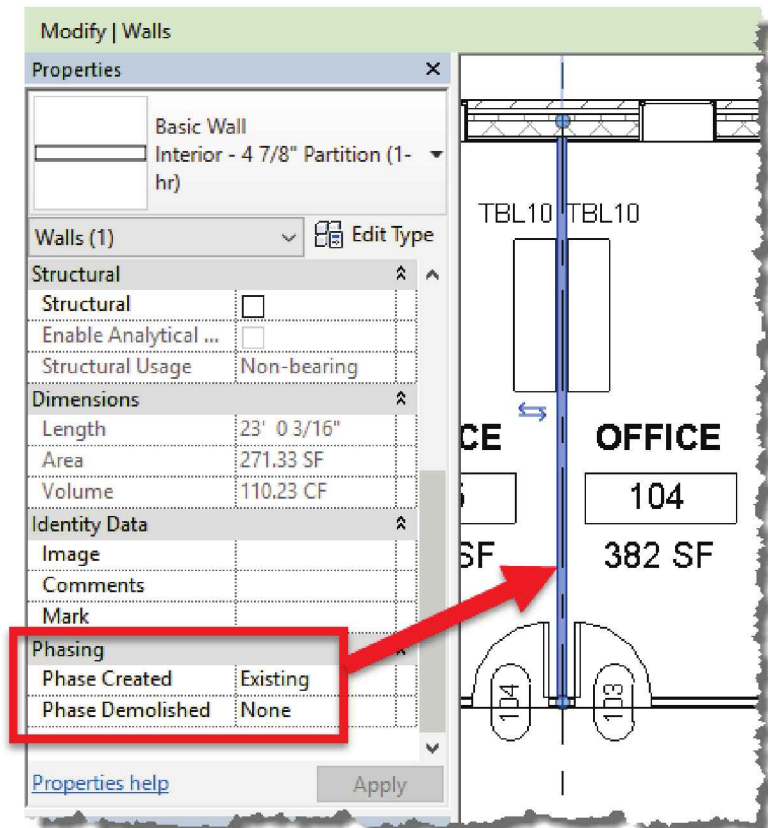 Modify | Walls
Properties
Basic Wall
Interior - 4 7/8" Partition (1-
hr)
Walls (1)
Edit Type
Structural
Structural
Enable Analytical ...
Structural Usage Non-bearing
Dimensions
Length 23' 0 3/16"
Area 271.33 SF
Volume 110.23 CF
Identity Data
Image
Comments
Mark
Phasing
Phase Created Existing
Phase Demolished None
Properties help
Apply
TBL10 TBL10
CE OFFICE
104
SF 382 SF
104 103